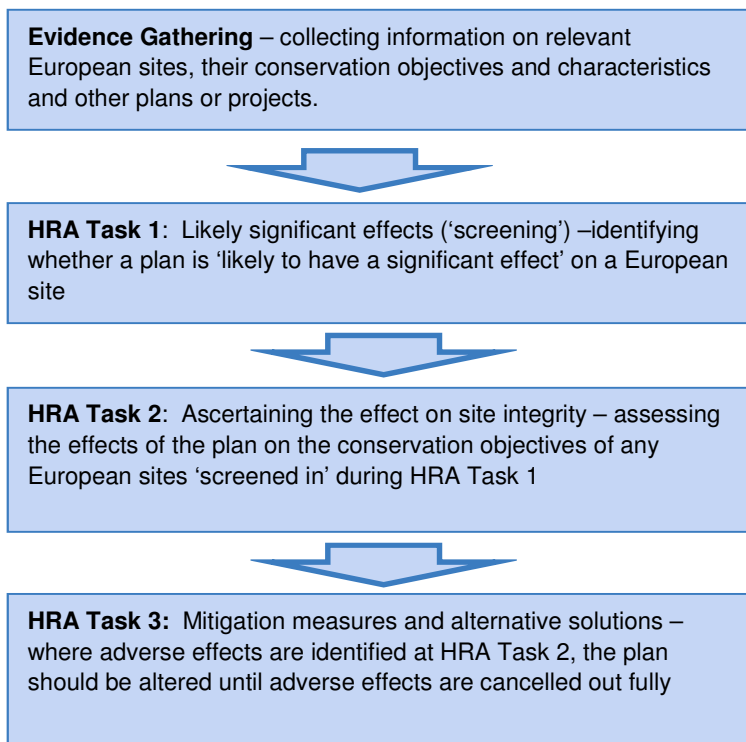 Evidence Gathering – collecting information on relevant
European sites, their conservation objectives and characteristics
and other plans or projects.
HRA Task 1:  Likely significant effects (‘screening’) –identifying
whether a plan is ‘likely to have a significant effect’ on a European
site
HRA Task 2:  Ascertaining the effect on site integrity – assessing
the effects of the plan on the conservation objectives of any
European sites ‘screened in’ during HRA Task 1
HRA Task 3:  Mitigation measures and alternative solutions –
where adverse effects are identified at HRA Task 2, the plan
should be altered until adverse effects are cancelled out fully